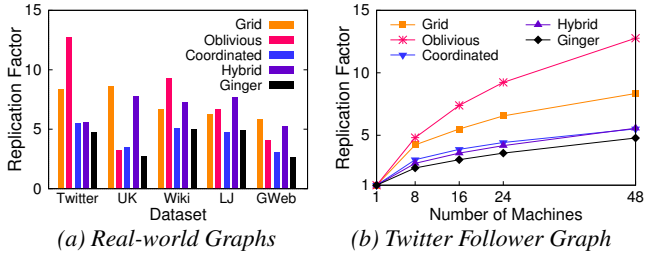 Replication Factor
15
10
5
0
Grid
Oblivious
Coordinated
Hybrid
Ginger
Twitter UK Wiki LJ GWeb
Dataset
(a) Real-world Graphs
Replication Factor
15
10
5
1
Grid
Oblivious
Coordinated
Hybrid
Ginger
1 8 16 24 48
Number of Machines
(b) Twitter Follower Graph